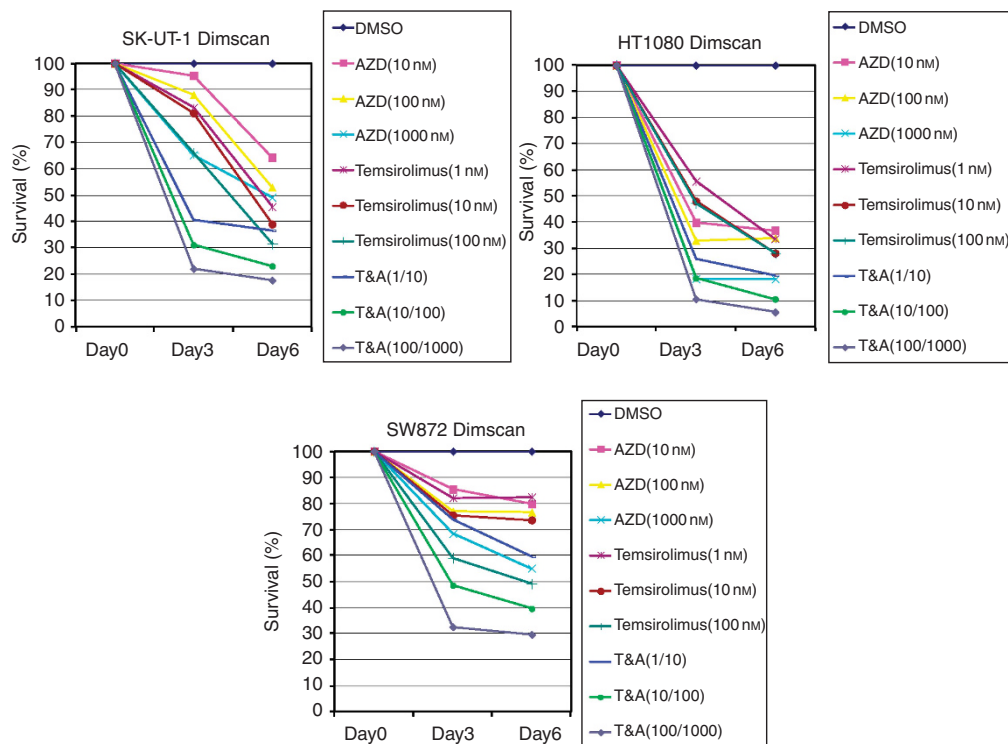 SK-UT-1 Dimscan
Survival (%)
100
90
80
70
60
50
40
30
20
10
0
Day0 Day3 Day6
DMSO
AZD(10 nM)
AZD(100 nM)
AZD(1000 nM)
Temsirolimus(1 nM)
Temsirolimus(10 nM)
Temsirolimus(100 nM)
T&A(1/10)
T&A(10/100)
T&A(100/1000)
HT1080 Dimscan
Survival (%)
100
90
80
70
60
50
40
30
20
10
0
Day0 Day3 Day6
DMSO
AZD(10 nM)
AZD(100 nM)
AZD(1000 nM)
Temsirolimus(1 nM)
Temsirolimus(10 nM)
Temsirolimus(100 nM)
T&A(1/10)
T&A(10/100)
T&A(100/1000)
SW872 Dimscan
Survival (%)
100
90
80
70
60
50
40
30
20
10
0
Day0 Day3 Day6
DMSO
AZD(10 nM)
AZD(100 nM)
AZD(1000 nM)
Temsirolimus(1 nM)
Temsirolimus(10 nM)
Temsirolimus(100 nM)
T&A(1/10)
T&A(10/100)
T&A(100/1000)